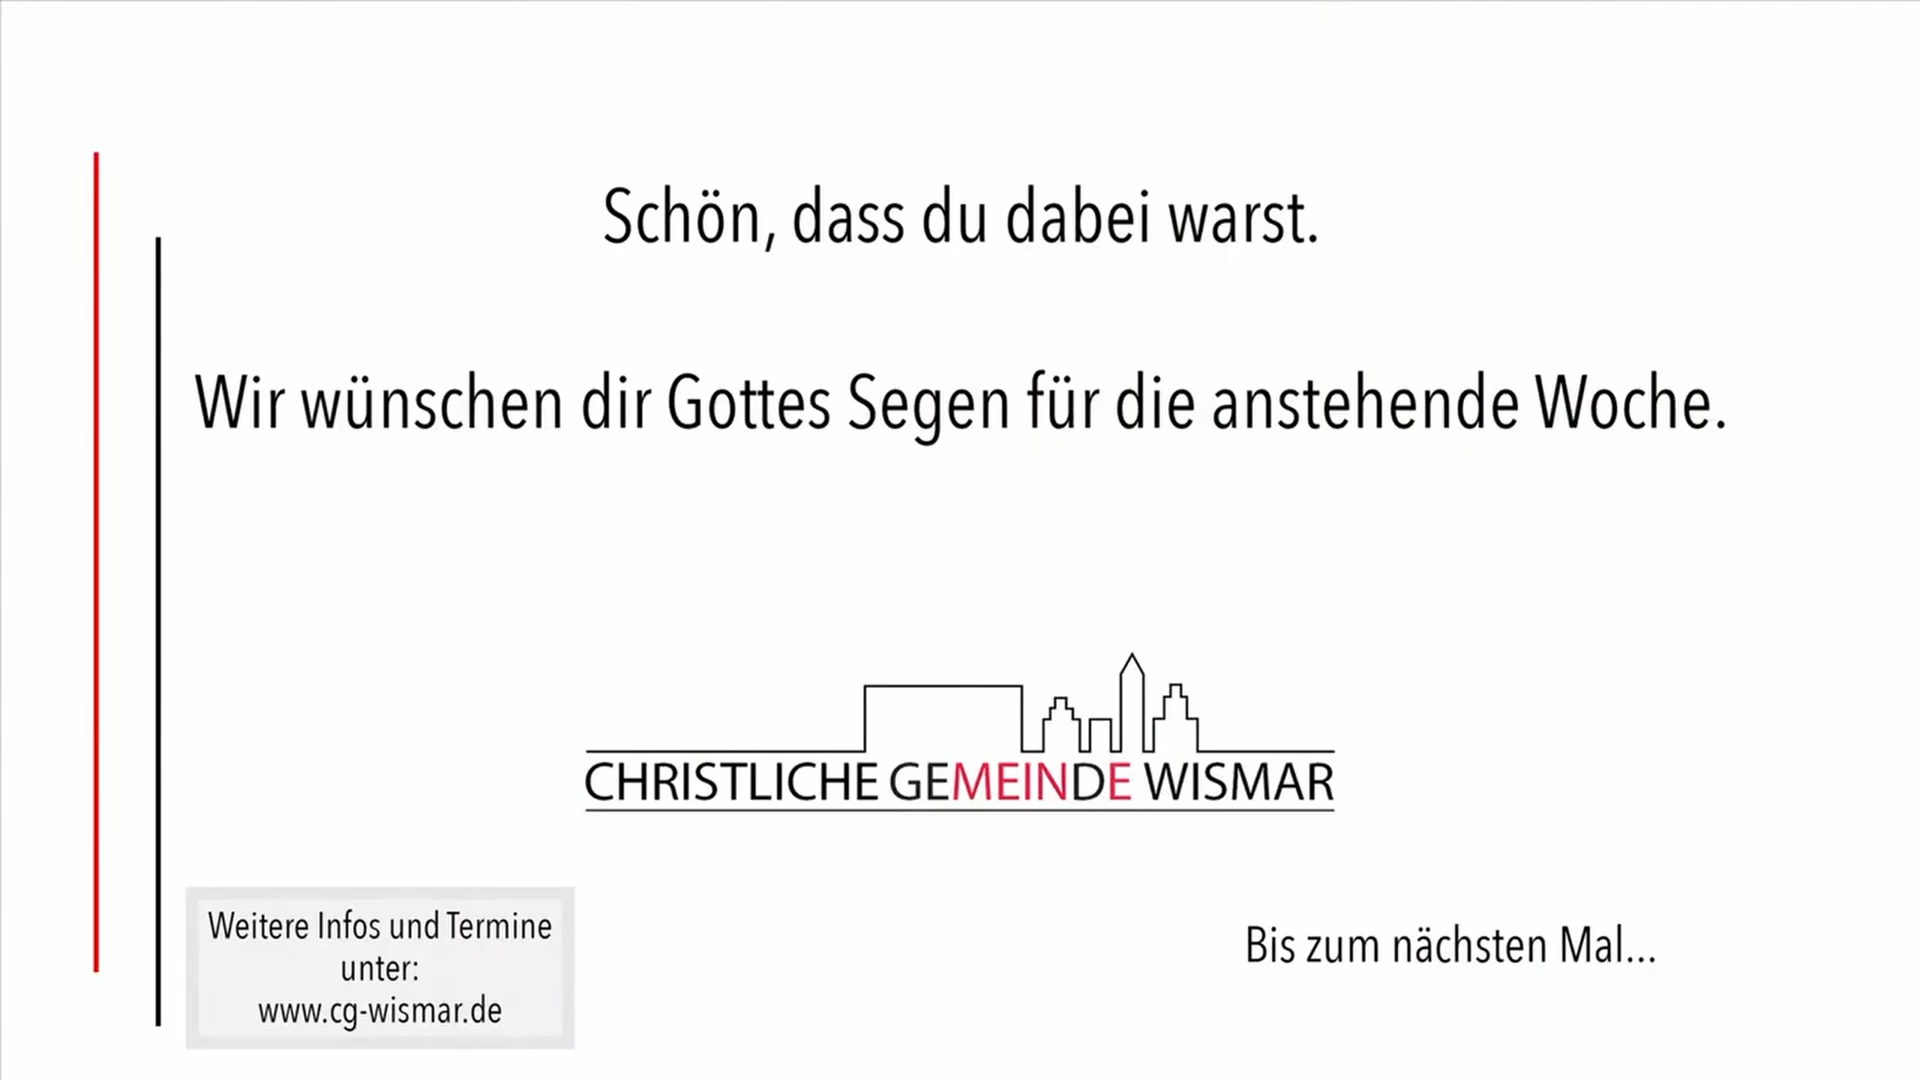 Schön, dass du dabei warst.
Wir wünschen dir Gottes Segen für die anstehende Woche.
CHRISTLICHE GEMEINDE WISMAR
Weitere Infos und Termine
unter:
www.cg-wismar.de
Bis zum nächsten Mal...